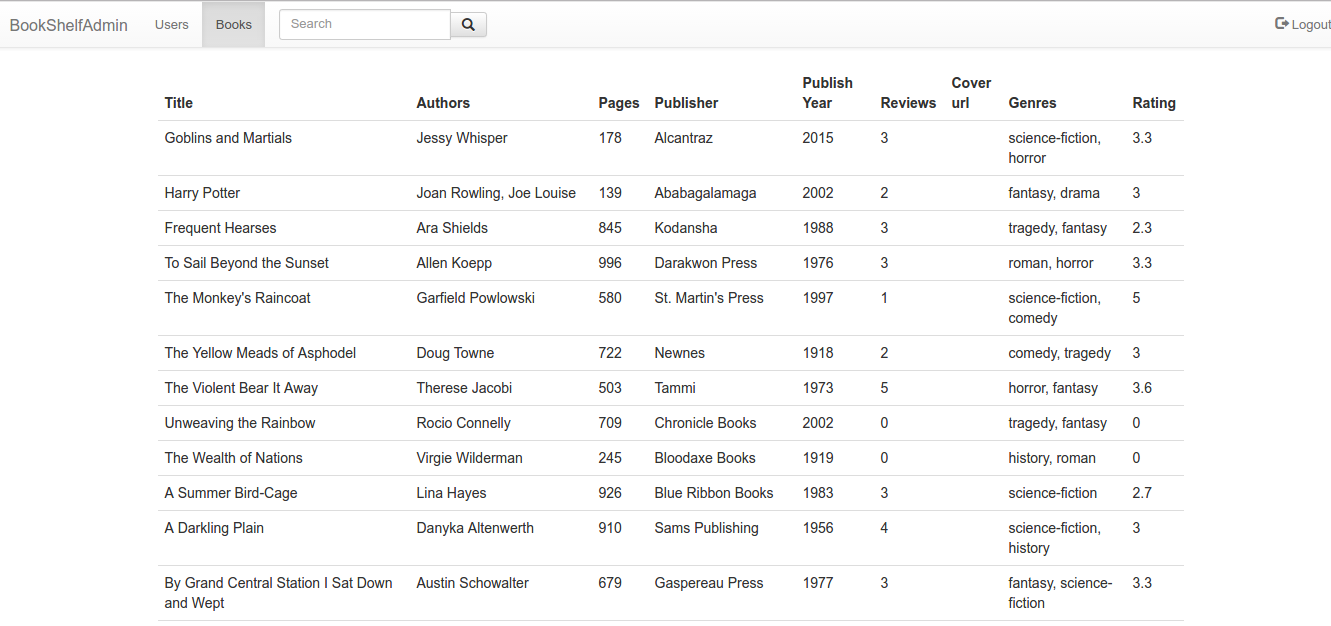 BookShelfAdmin Users Books Search Logout
Publish Cover
Title Authors Pages Publisher Year Reviews url Genres Rating
Goblins and Martials Jessy Whisper 178 Alcantraz 2015 3 science-fiction, 3.3
horror
Harry Potter Joan Rowling, Joe Louise 139 Ababagalamaga 2002 2 fantasy, drama 3
Frequent Hearses Ara Shields 845 Kodansha 1988 3 tragedy, fantasy 2.3
To Sail Beyond the Sunset Allen Koepp 996 Darakwon Press 1976 3 roman, horror 3.3
The Monkey's Raincoat Garfield Powlowski 580 St. Martin's Press 1997 1 science-fiction, 5
comedy
The Yellow Meads of Asphodel Doug Towne 722 Newnes 1918 2 comedy, tragedy 3
The Violent Bear It Away Therese Jacobi 503 Tammi 1973 5 horror, fantasy 3.6
Unweaving the Rainbow Rocio Connelly 709 Chronicle Books 2002 0 tragedy, fantasy 0
The Wealth of Nations Virgie Wilderman 245 Bloodaxe Books 1919 0 history, roman 0
A Summer Bird-Cage Lina Hayes 926 Blue Ribbon Books 1983 3 science-fiction 2.7
A Darkling Plain Danyka Altenwerth 910 Sams Publishing 1956 4 science-fiction, 3
history
By Grand Central Station I Sat Down Austin Schowalter 679 Gaspereau Press 1977 3 fantasy, science- 3.3
and Wept fiction